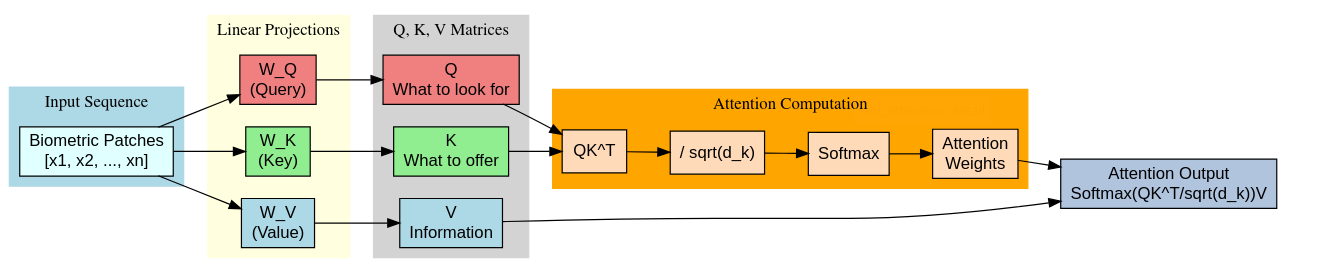 Input Sequence
Biometric Patches
[x1, x2, ..., xn]
Linear Projections
W_Q
(Query)
W_K
(Key)
W_V
(Value)
Q, K, V Matrices
Q
What to look for
K
What to offer
V
Information
Attention Computation
QK^T
/ sqrt(d_k)
Softmax
Attention
Weights
Attention Output
Softmax(QK^T/sqrt(d_k))V